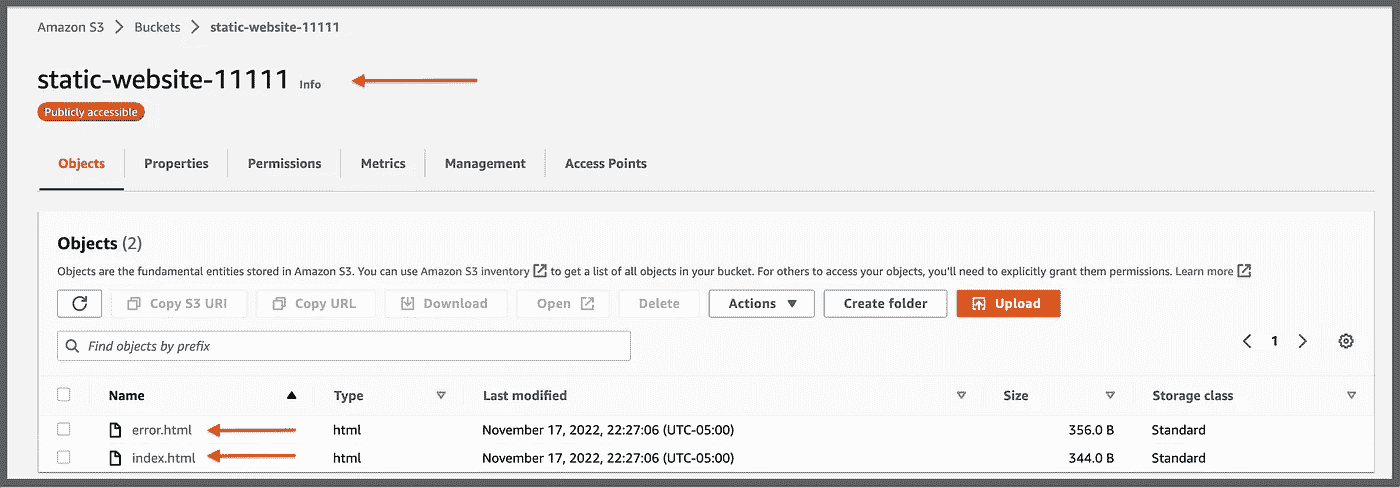 Amazon S3 > Buckets > static-website-11111
static-website-11111 Info
Publicly accessible
Objects Properties Permissions Metrics Management Access Points
Objects (2)
Objects are the fundamental entities stored in Amazon S3. You can use Amazon S3 inventory to get a list of all objects in your bucket. For others to access your objects, you'll need to explicitly grant them permissions. Learn more
Copy S3 URI Copy URL Download Open Delete Actions Create folder Upload
Find objects by prefix 1
Name Type Last modified Size Storage class
error.html html November 17, 2022, 22:27:06 (UTC-05:00) 356.0 B Standard
index.html html November 17, 2022, 22:27:06 (UTC-05:00) 344.0 B Standard